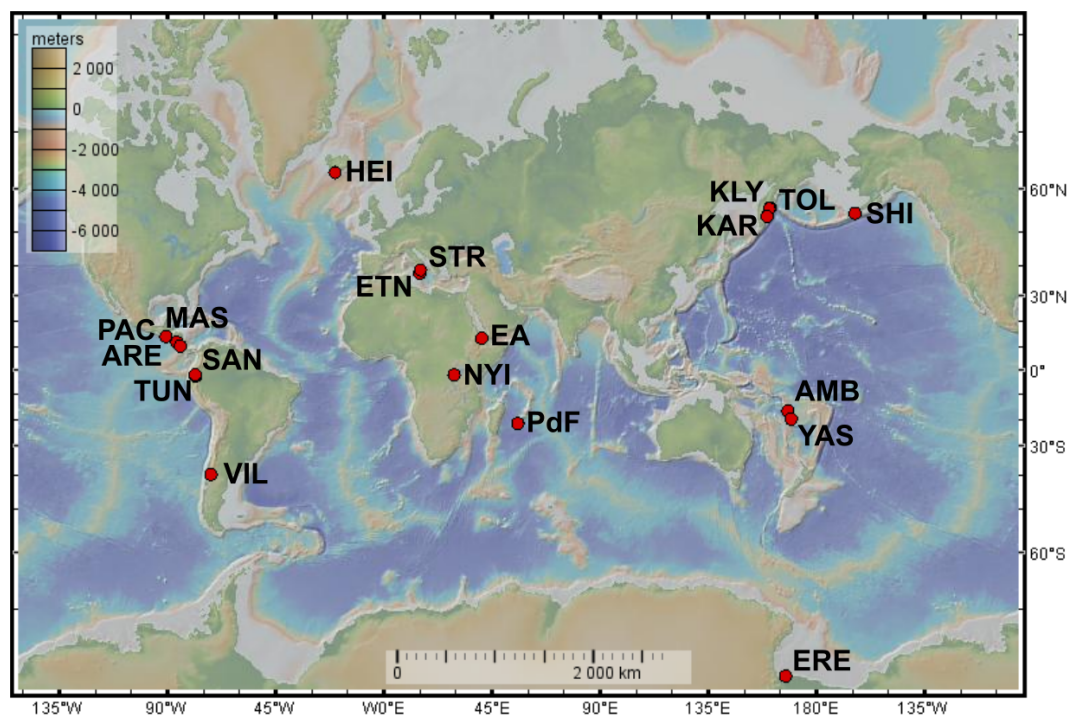 meters
2 000
0
-2 000
-4 000
-6 000
HEI
KLY
TOL
60°N
KAR
SHI
STR
ETN
30°N
MAS
PAC
EA
ARE
SAN
0°
NYI
TUN
AMB
PdF
YAS
30°S
VIL
60°S
ERE
0
2 000 km
135°W
90°W
45°W
W0°E
45°E
90°E
135°E
180°E
135°W